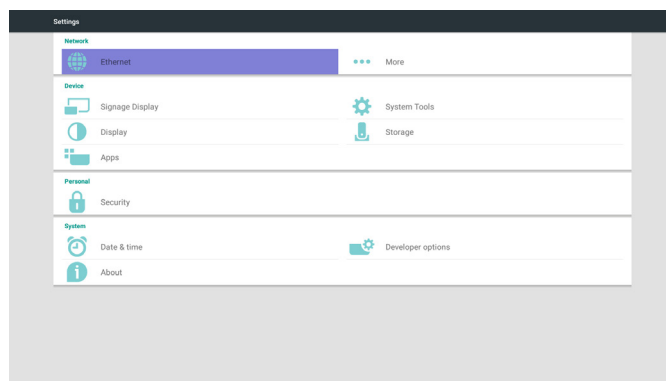 Settings
Network
Ethernet
More
Device
Signage Display
System Tools
Display
Storage
Apps
Personal
Security
System
Date & time
Developer options
About